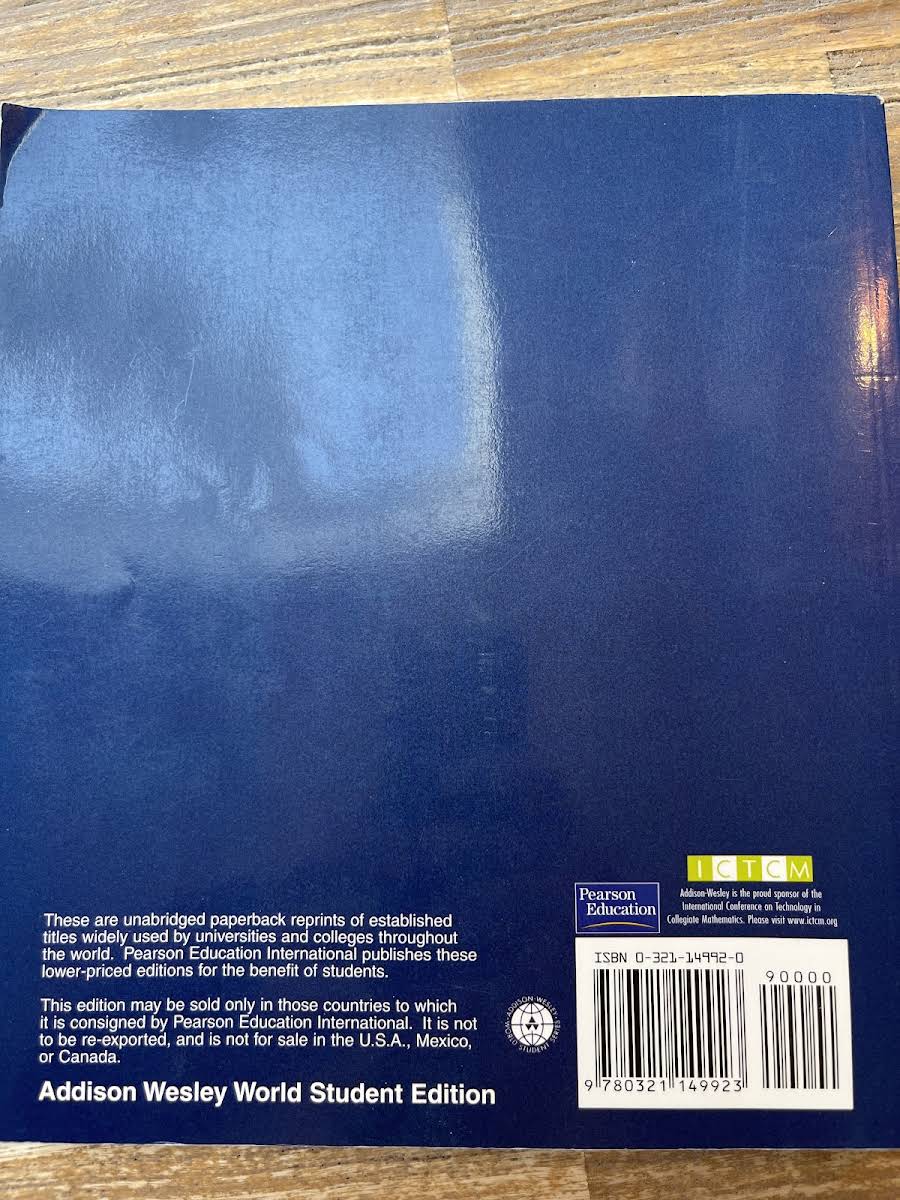 These are unabridged paperback reprints of established
titles widely used by universities and colleges throughout
the world. Pearson Education International publishes these
lower-priced editions for the benefit of students.
This edition may be sold only in those countries to which
it is consigned by Pearson Education International. It is not
to be re-exported, and is not for sale in the U.S.A., Mexico,
or Canada.
Addison Wesley World Student Edition
ADDISON-WESLEY
WORLD STUDENT SERIES
ICTCM
Pearson
Education
Addison-Wesley is the proud sponsor of the
International Conference on Technology in
Collegiate Mathematics. Please visit www.ictcm.org
ISBN 0-321-14992-0
90000
9 780321 149923